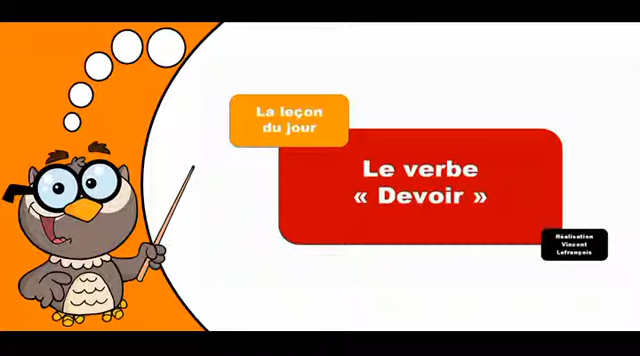 La leçon
du jour
Le verbe
« Devoir »
Réalisation
Vincent
Lefrançois